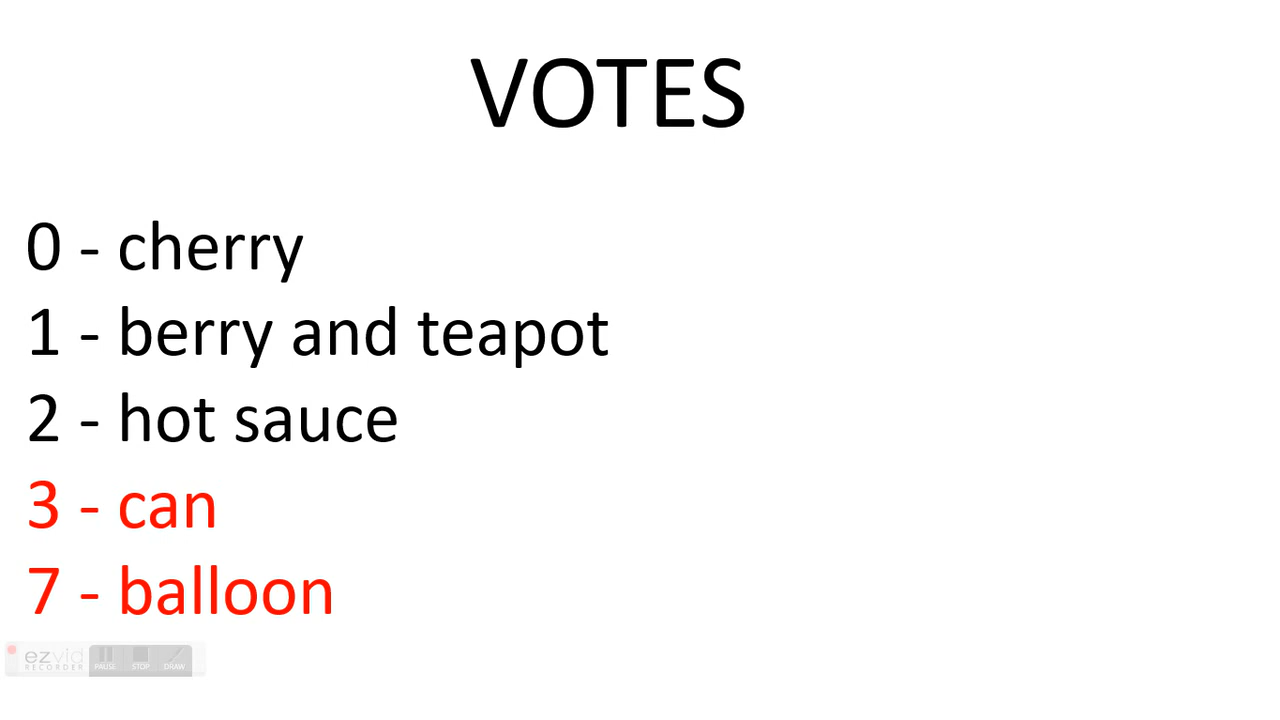 VOTES
0 - cherry
1 - berry and teapot
2 - hot sauce
3 - can
7 - balloon
ezvid
RECORDER
PAUSE STOP DRAW